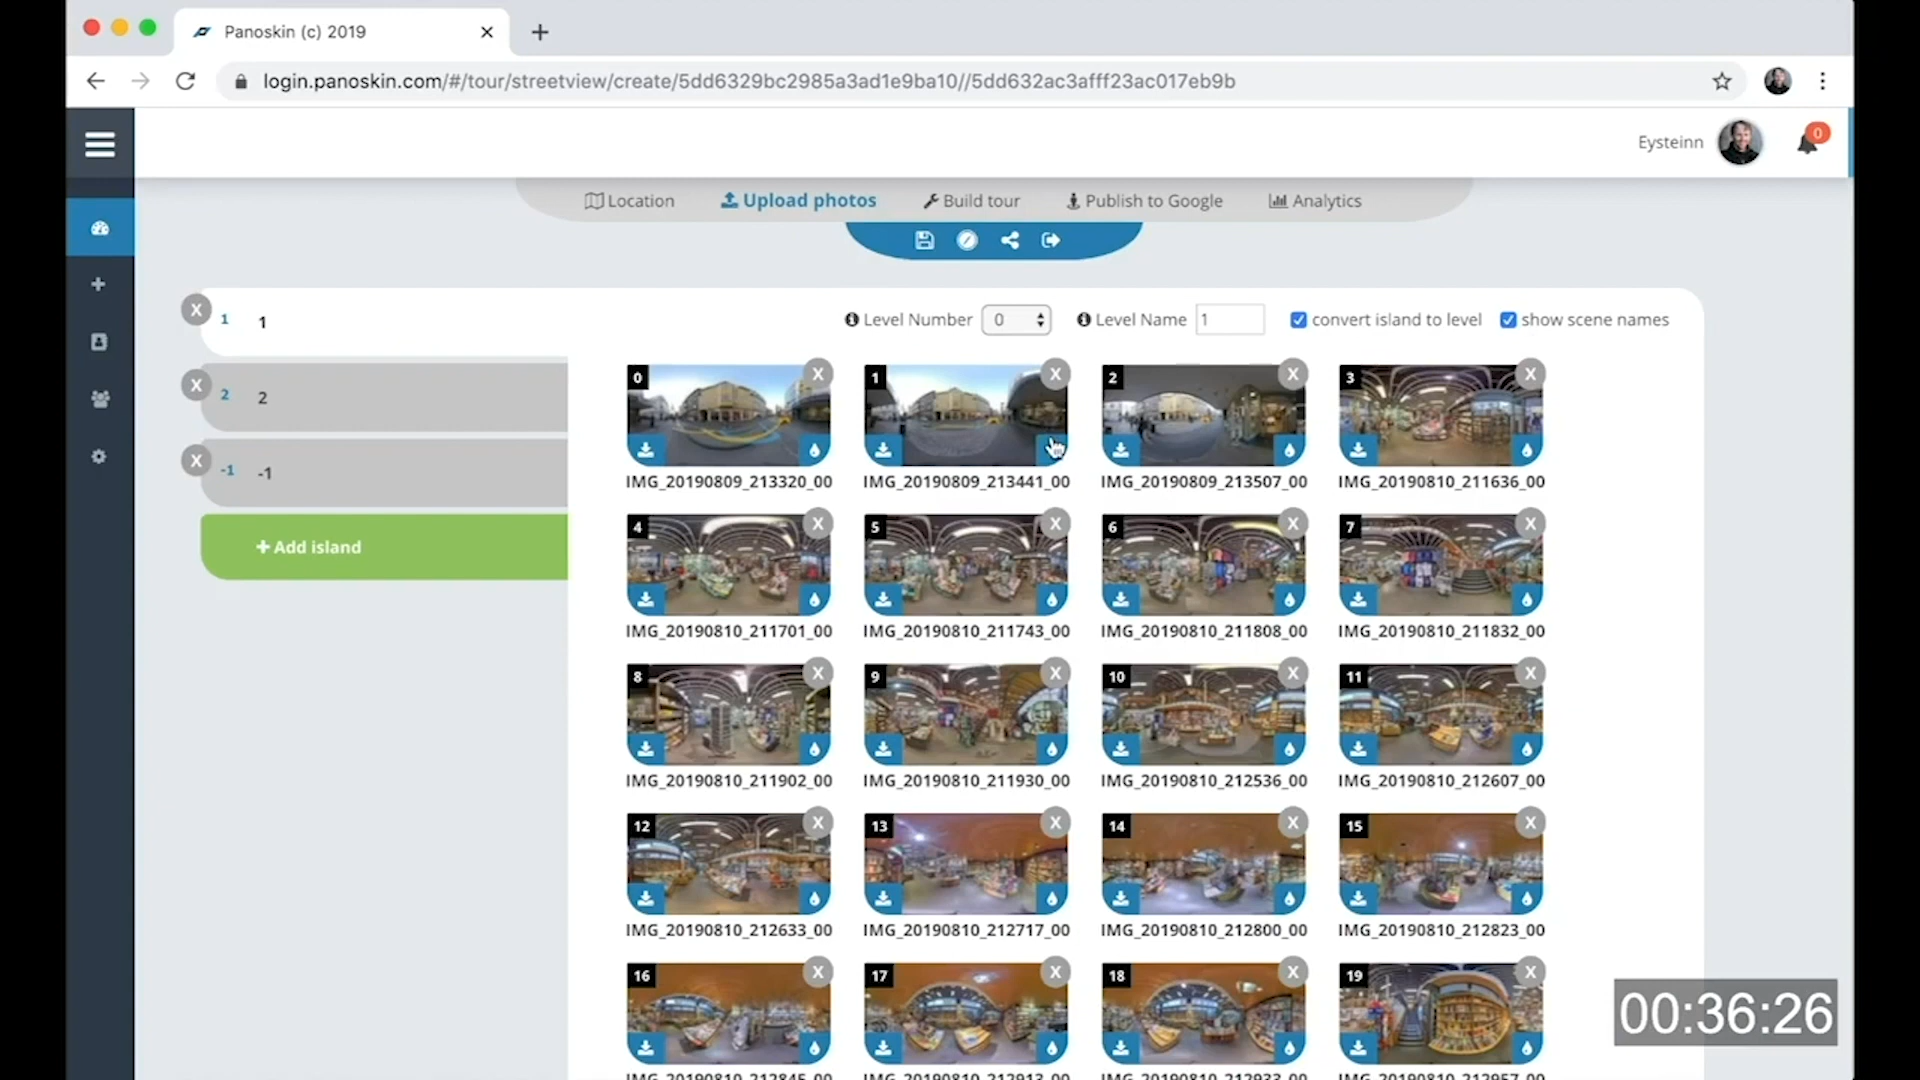 Panoskin (c) 2019
login.panoskin.com/#/tour/streetview/create/5dd6329bc2985a3ad1e9ba10//5dd632ac3afff23ac017eb9b
Eysteinn
0
Location
Upload photos
Build tour
Publish to Google
Analytics
X 1 1
X 2 2
X -1 -1
+ Add island
Level Number 0
Level Name 1
convert island to level
show scene names
0 X 1 X 2 X 3 X
IMG_20190809_213320_00 IMG_20190809_213441_00 IMG_20190809_213507_00 IMG_20190810_211636_00
4 X 5 X 6 X 7 X
IMG_20190810_211701_00 IMG_20190810_211743_00 IMG_20190810_211808_00 IMG_20190810_211832_00
8 X 9 X 10 X 11 X
IMG_20190810_211902_00 IMG_20190810_211930_00 IMG_20190810_212536_00 IMG_20190810_212607_00
12 X 13 X 14 X 15 X
IMG_20190810_212633_00 IMG_20190810_212717_00 IMG_20190810_212800_00 IMG_20190810_212823_00
16 X 17 X 18 X 19 X
00:36:26